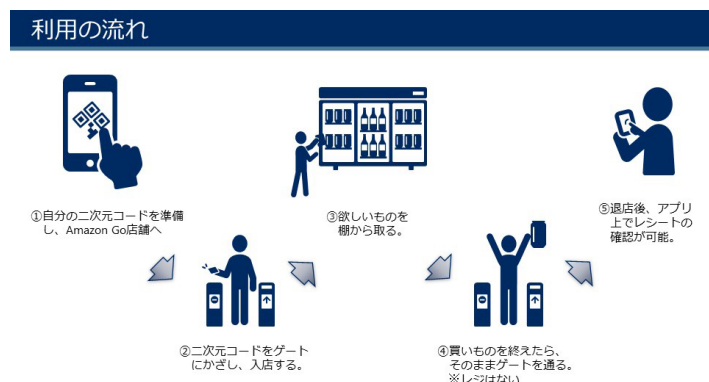 利用の流れ
①自分の二次元コードを準備
し、Amazon Go店舗へ
②二次元コードをゲート
にかざし、入店する。
③欲しいものを
棚から取る。
④買いものを終えたら、
そのままゲートを通る。
※レジはない
⑤退店後、アプリ
上でレシートの
確認が可能。